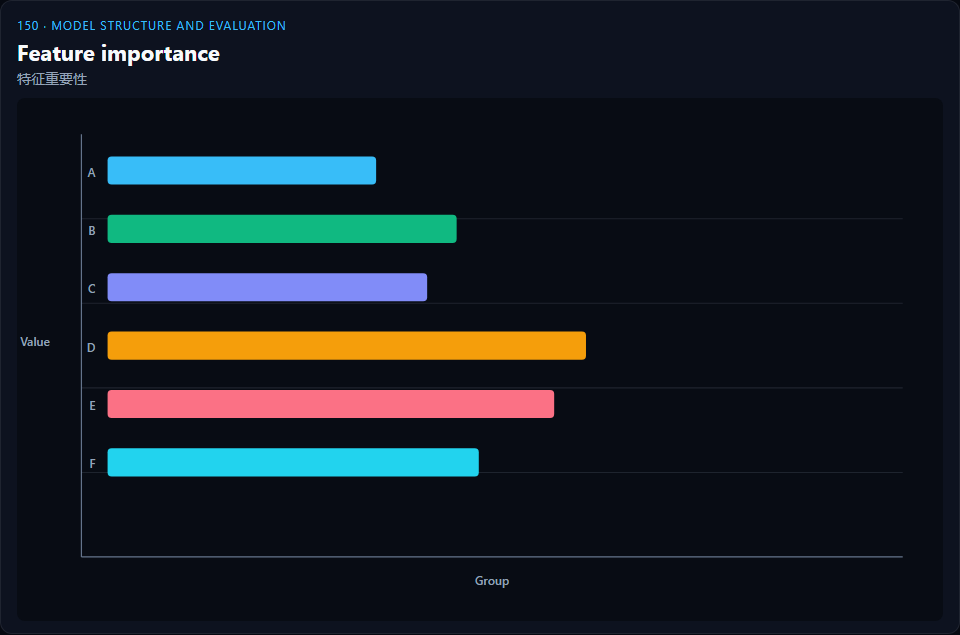 150 · MODEL STRUCTURE AND EVALUATION
Feature importance
特征重要性
A
B
C
Value
D
E
F
Group